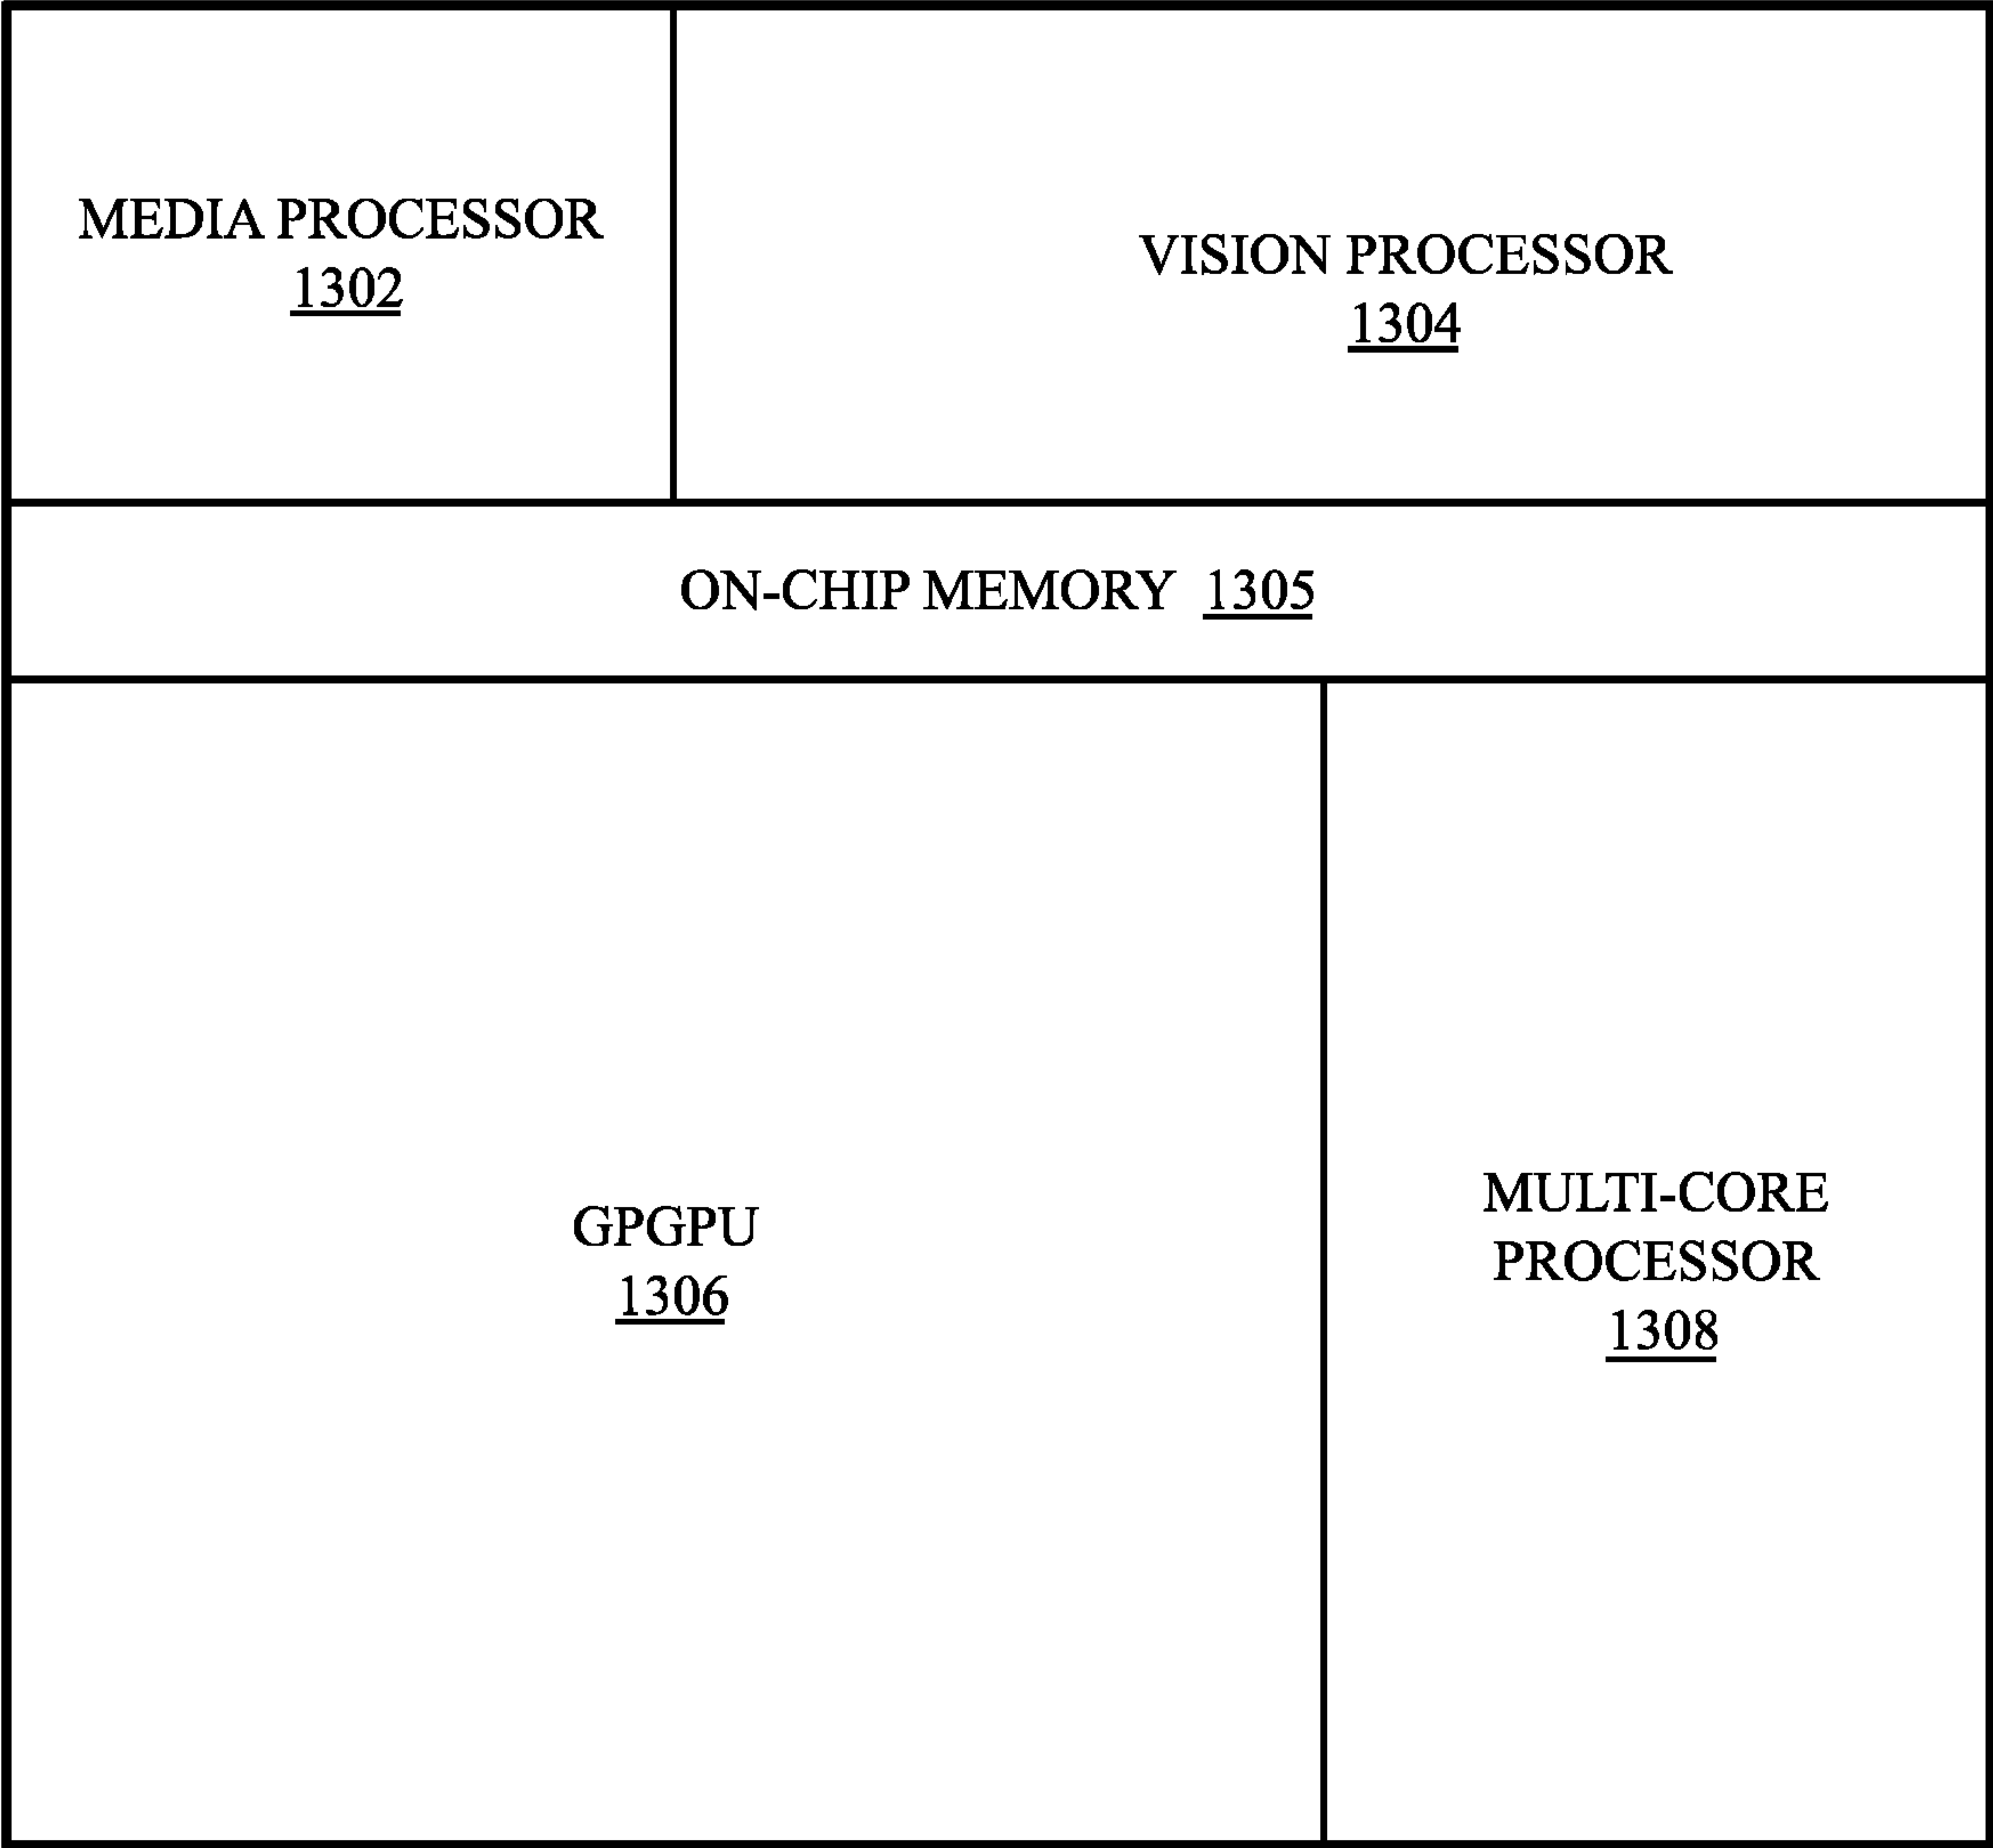 MEDIA PROCESSOR
1302
VISION PROCESSOR
1304
ON-CHIP MEMORY 1305
GPGPU
1306
MULTI-CORE
PROCESSOR
1308